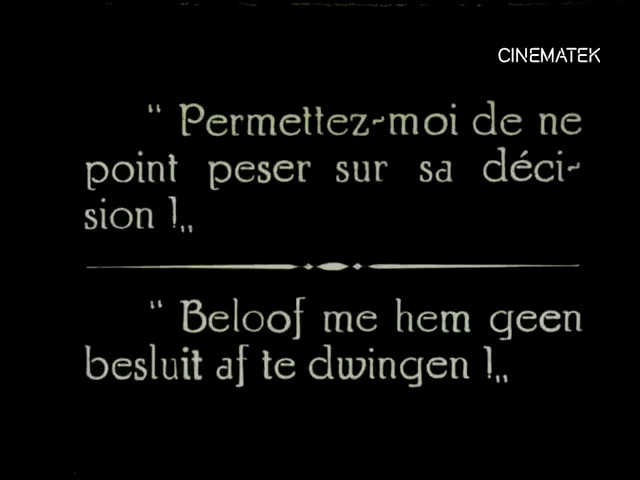 CINEMATEK
“ Permettez-moi de ne
point peser sur sa déci-
sion !„
“ Beloof me hem geen
besluit af te dwingen !„